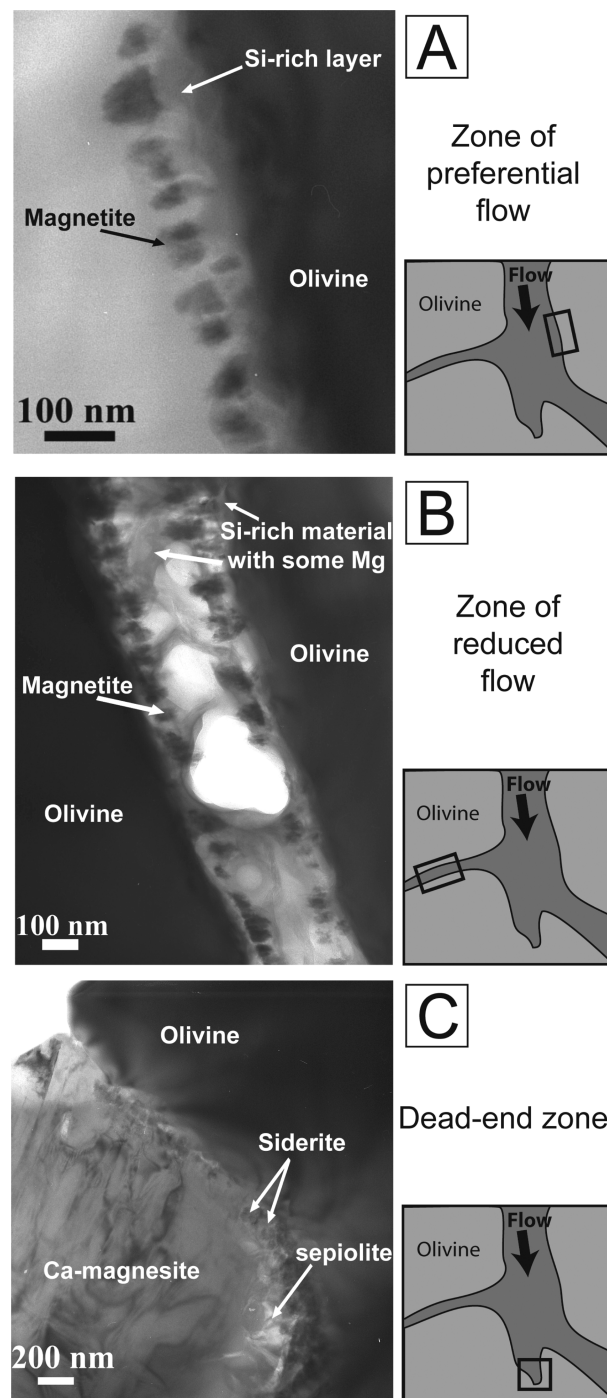 Si-rich layer
Magnetite
Olivine
100 nm
A
Zone of
preferential
flow
Flow
Olivine
Si-rich material
with some Mg
Olivine
Magnetite
Olivine
100 nm
B
Zone of
reduced
flow
Flow
Olivine
Olivine
Siderite
sepiolite
Ca-magnesite
200 nm
C
Dead-end zone
Flow
Olivine